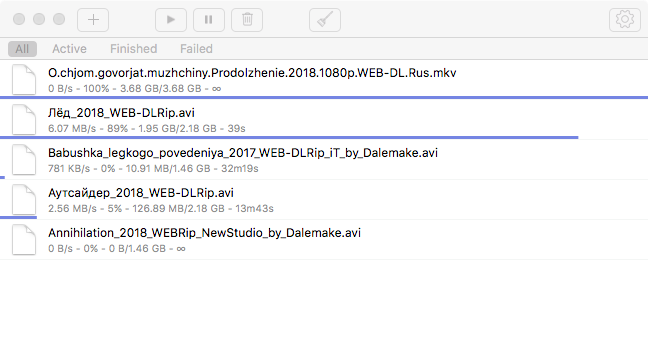 All Active Finished Failed
O.chjom.govorjat.muzhchiny.Prodolzhenie.2018.1080p.WEB-DL.Rus.mkv
0 B/s - 100% - 3.68 GB/3.68 GB - ∞
Лёд_2018_WEB-DLRip.avi
6.07 MB/s - 89% - 1.95 GB/2.18 GB - 39s
Babushka_legkogo_povedeniya_2017_WEB-DLRip_iT_by_Dalemake.avi
781 KB/s - 0% - 10.91 MB/1.46 GB - 32m19s
Аутсайдер_2018_WEB-DLRip.avi
2.56 MB/s - 5% - 126.89 MB/2.18 GB - 13m43s
Annihilation_2018_WEBRip_NewStudio_by_Dalemake.avi
0 B/s - 0% - 0 B/1.46 GB - ∞